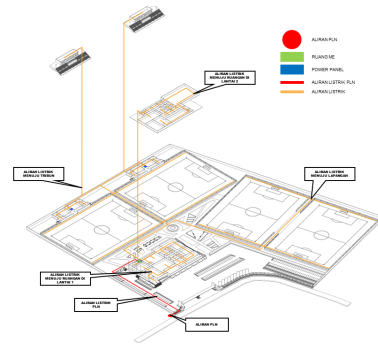 ALIRAN PLN
RUANG ME
POWER PANEL
ALIRAN LISTRIK PLN
ALIRAN LISTRIK
ALIRAN LISTRIK
MENUJU RUANGAN DI
LANTAI 2
ALIRAN LISTRIK
MENUJU TRIBUN
ALIRAN LISTRIK
MENUJU LAPANGAN
ALIRAN LISTRIK
MENUJU RUANGAN DI
LANTAI 1
ALIRAN LISTRIK
PLN
ALIRAN PLN